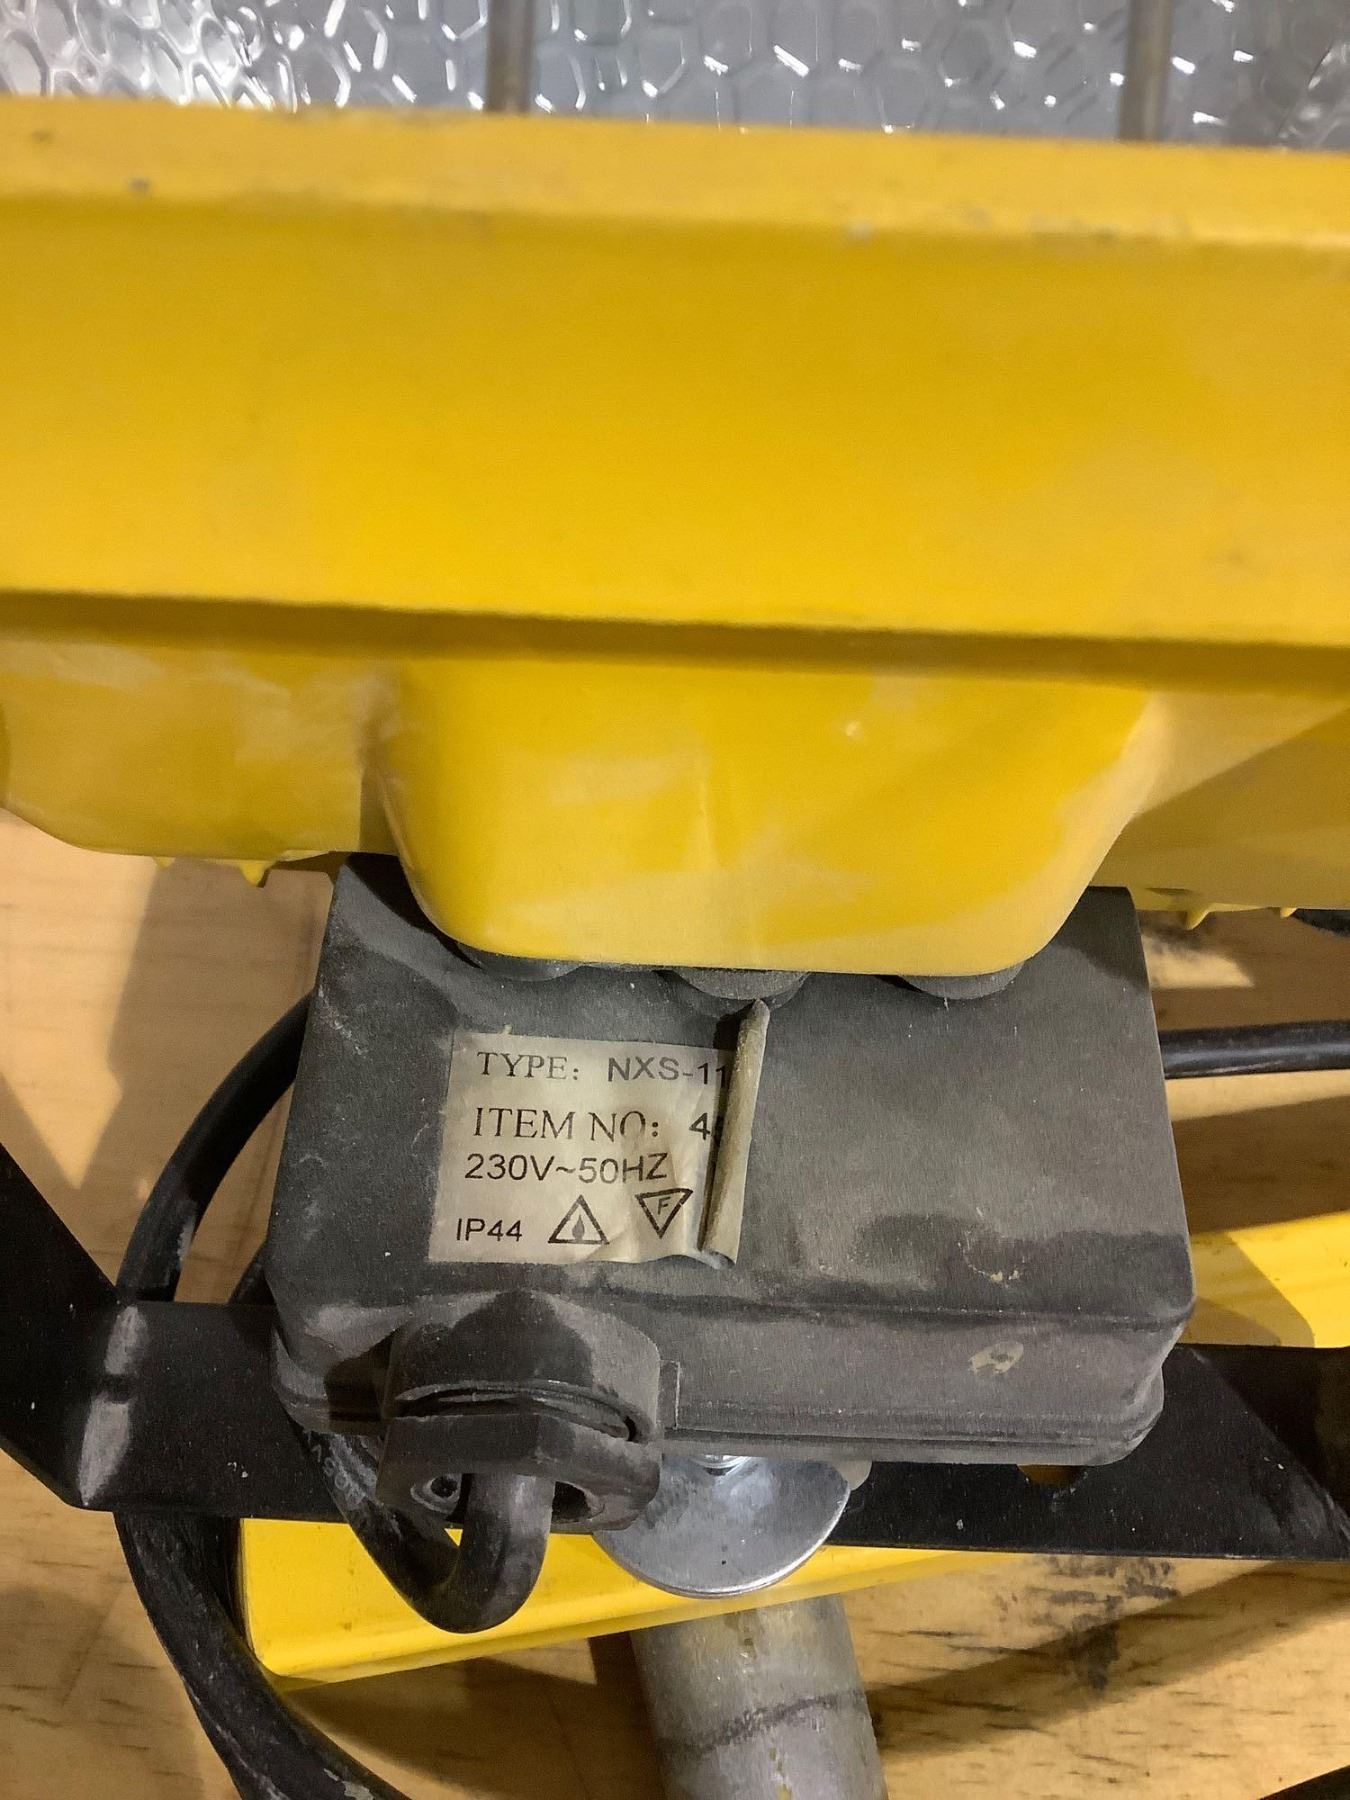 TYPE: NXS-11
ITEM NO: 4
230V~50HZ
IP44 F